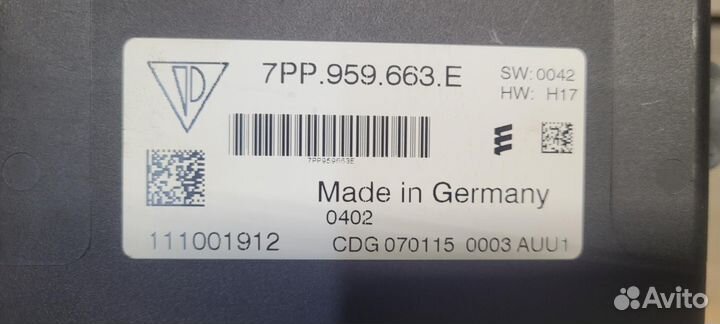 7PP.959.663.E
SW:0042
HW: H17
7PP959663E
Made in Germany
0402
111001912
CDG 070115 0003 AUU1
Avito